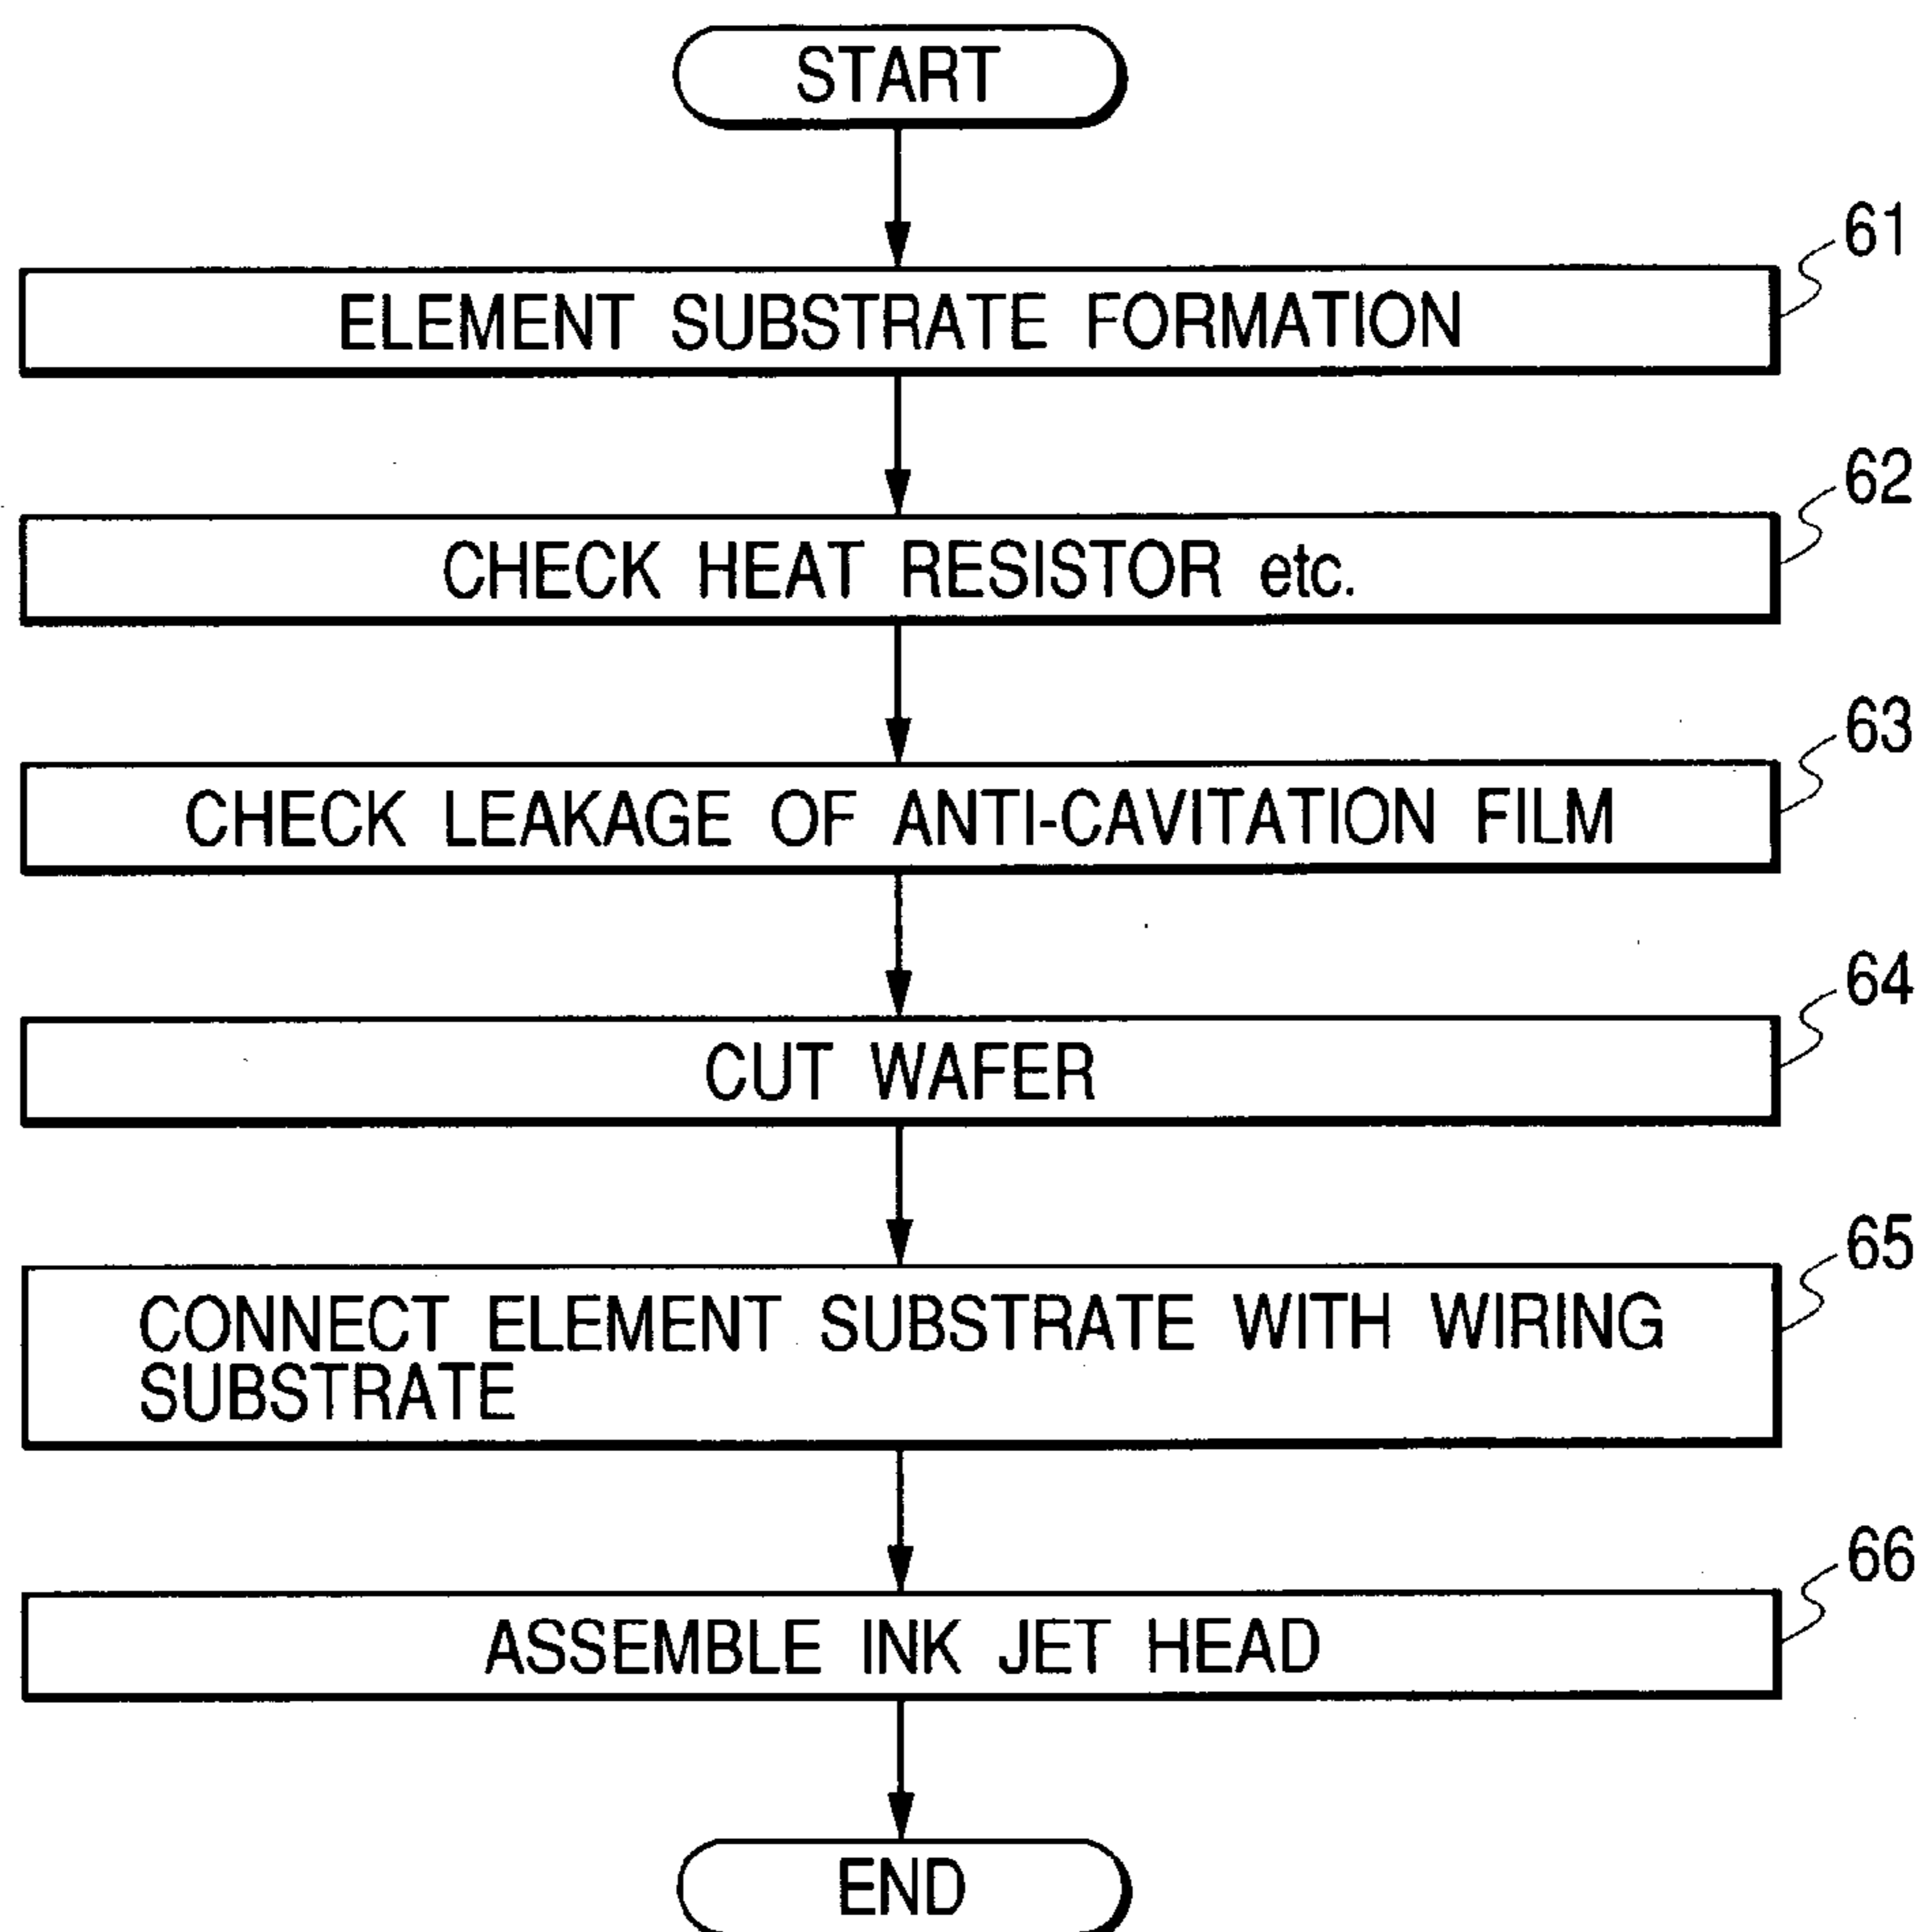 START
61
ELEMENT SUBSTRATE FORMATION
62
CHECK HEAT RESISTOR etc.
63
CHECK LEAKAGE OF ANTI-CAVITATION FILM
64
CUT WAFER
65
CONNECT ELEMENT SUBSTRATE WITH WIRING
SUBSTRATE
66
ASSEMBLE INK JET HEAD
END